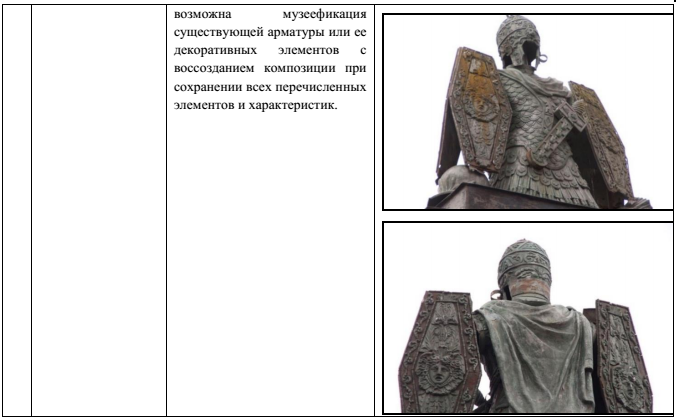 возможна музеефикация
существующей арматуры или ее
декоративных элементов с
воссозданием композиции при
сохранении всех перечисленных
элементов и характеристик.